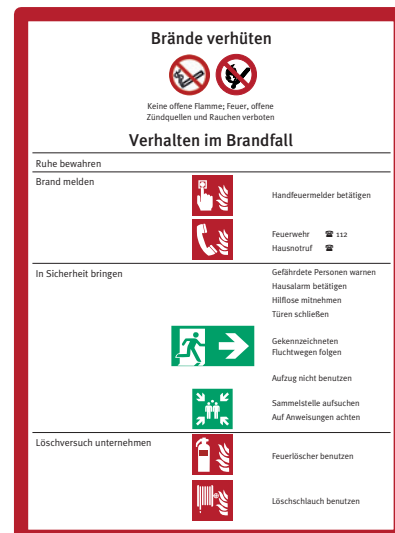 Brände verhüten
Keine offene Flamme; Feuer, offene
Zündquellen und Rauchen verboten
Verhalten im Brandfall
Ruhe bewahren
Brand melden
Handfeuermelder betätigen
Feuerwehr ☎ 112
Hausnotruf ☎
In Sicherheit bringen
Gefährdete Personen warnen
Hausalarm betätigen
Hilflose mitnehmen
Türen schließen
Gekennzeichneten
Fluchtwegen folgen
Aufzug nicht benutzen
Sammelstelle aufsuchen
Auf Anweisungen achten
Löschversuch unternehmen
Feuerlöscher benutzen
Löschschlauch benutzen